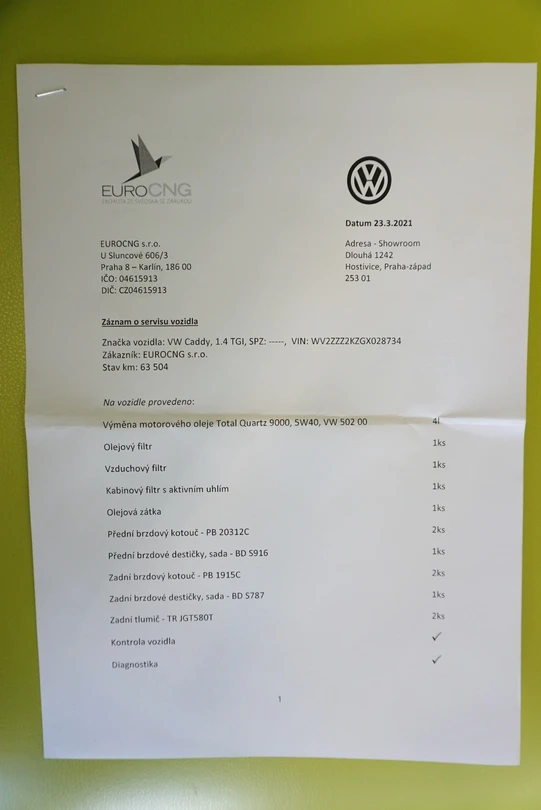 EUROCNG
Datum 23.3.2021
EUROCNG s.r.o.
U Sluncové 606/3
Praha 8 – Karlín, 186 00
IČO: 04615913
DIČ: CZ04615913
Adresa - Showroom
Dlouhá 1242
Hostivice, Praha-západ
253 01
Záznam o servisu vozidla
Značka vozidla: VW Caddy, 1.4 TGI, SPZ: -----, VIN: WV2ZZZ2KZGX028734
Zákazník: EUROCNG s.r.o.
Stav km: 63 504
Na vozidle provedeno:
Výměna motorového oleje Total Quartz 9000, 5W40, VW 502 00 4l
Olejový filtr 1ks
Vzduchový filtr 1ks
Kabinový filtr s aktivním uhlím 1ks
Olejová zátka 1ks
Přední brzdový kotouč - PB 20312C 2ks
Přední brzdové destičky, sada - BD S916 1ks
Zadní brzdový kotouč - PB 1915C 2ks
Zadní brzdové destičky, sada - BD S787 1ks
Zadní tlumič - TR JGT580T 2ks
Kontrola vozidla ✓
Diagnostika ✓
1